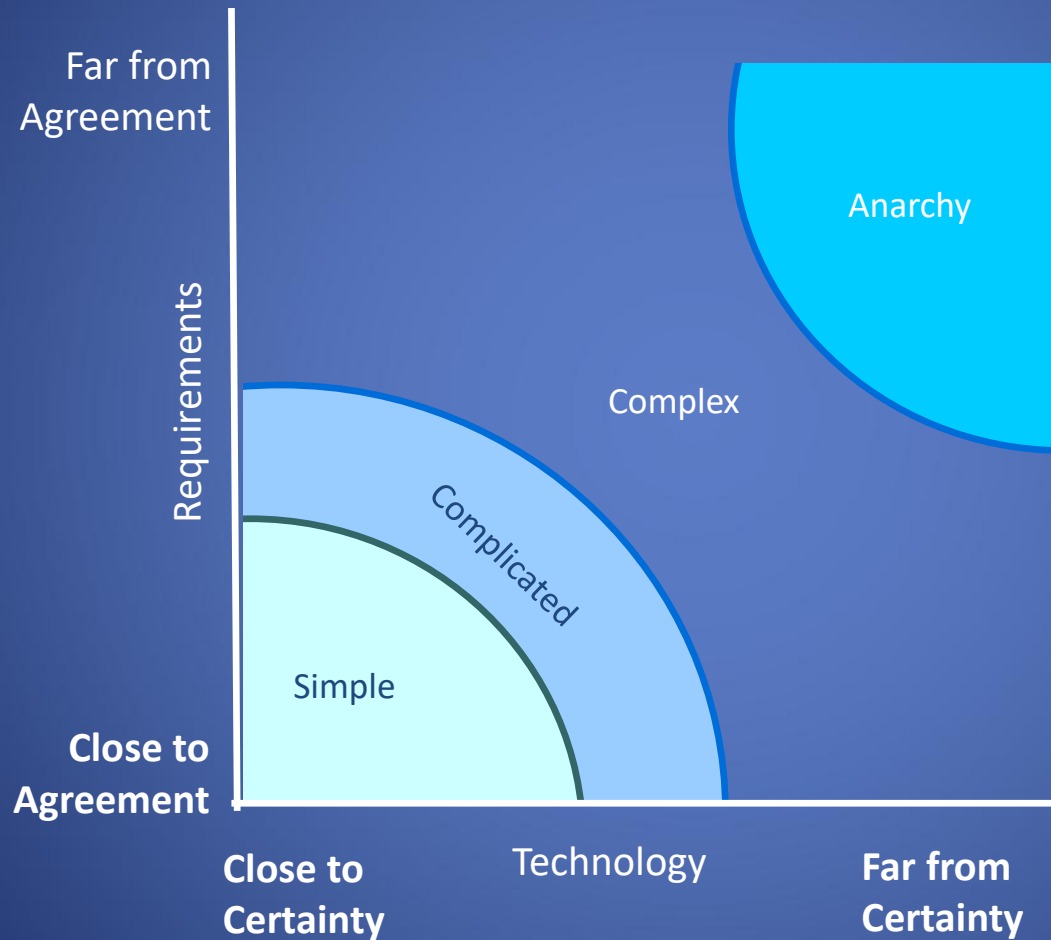 Far from
Agreement
Anarchy
Requirements
Complex
Complicated
Simple
Close to
Agreement
Close to
Certainty
Technology
Far from
Certainty